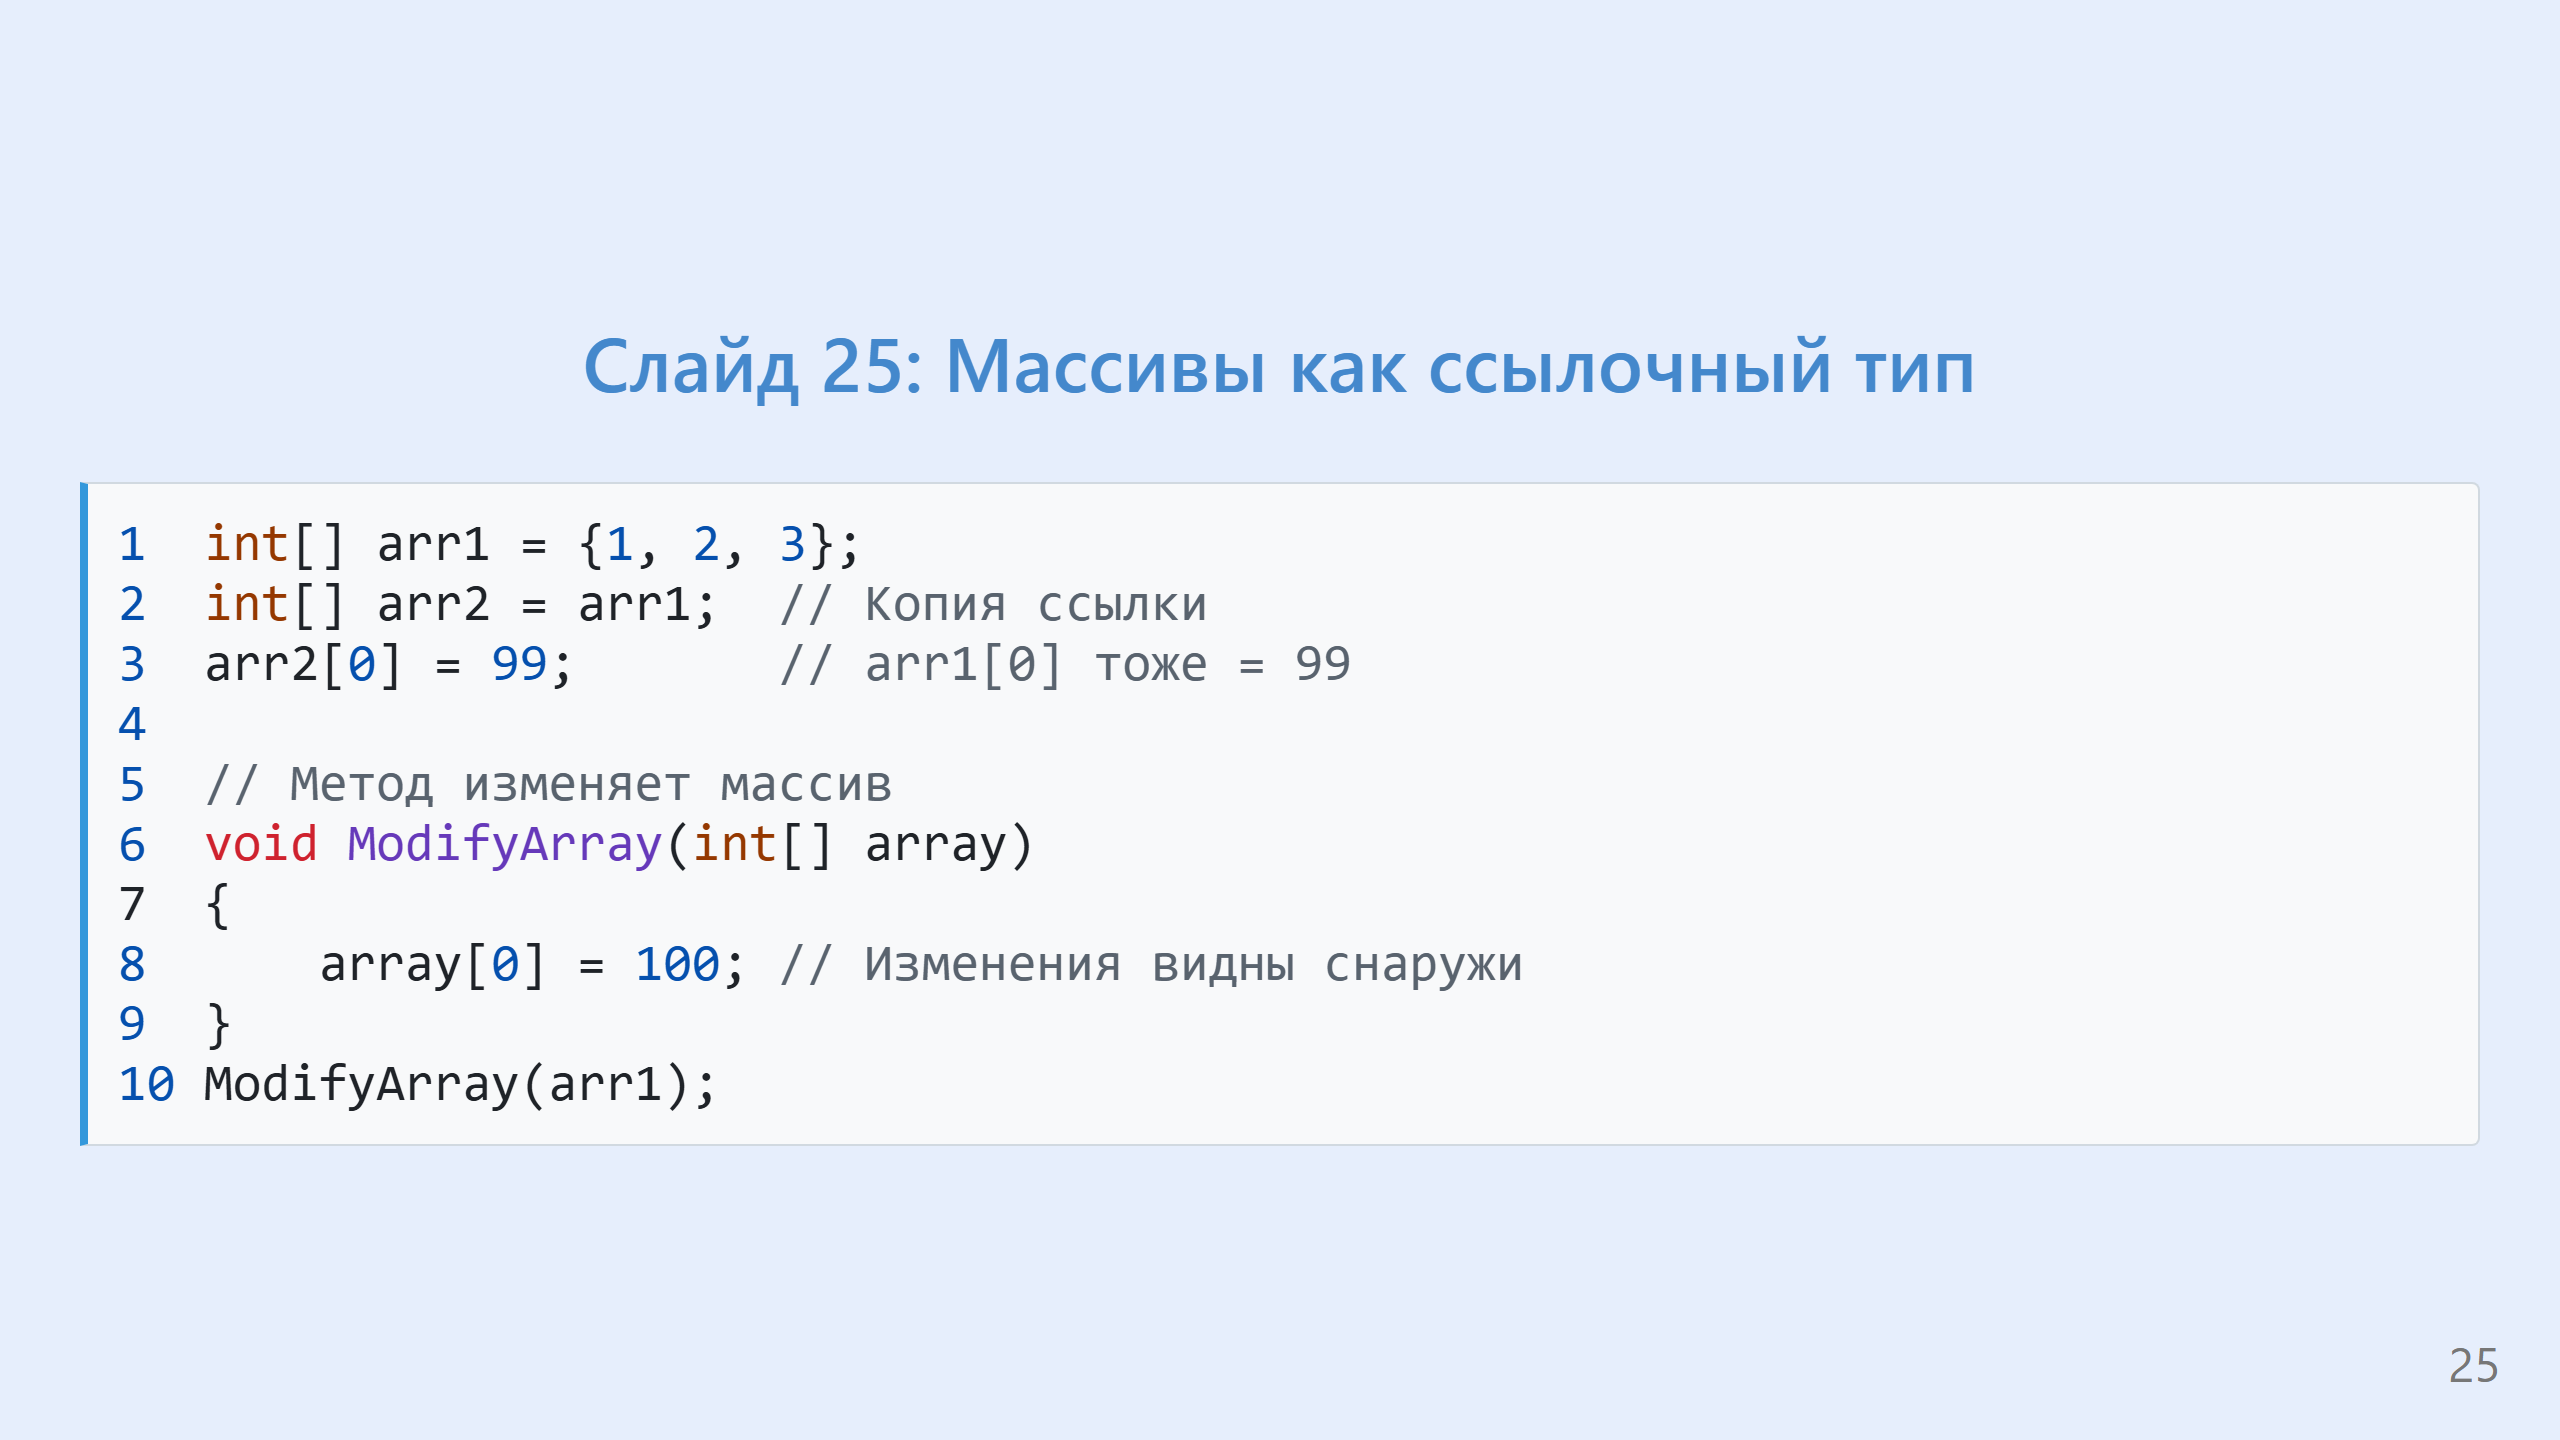 Слайд 25: Массивы как ссылочный тип
1  int[] arr1 = {1, 2, 3};
2  int[] arr2 = arr1;  // Копия ссылки
3  arr2[0] = 99;       // arr1[0] тоже = 99
4
5  // Метод изменяет массив
6  void ModifyArray(int[] array)
7  {
8      array[0] = 100; // Изменения видны снаружи
9  }
10 ModifyArray(arr1);
25